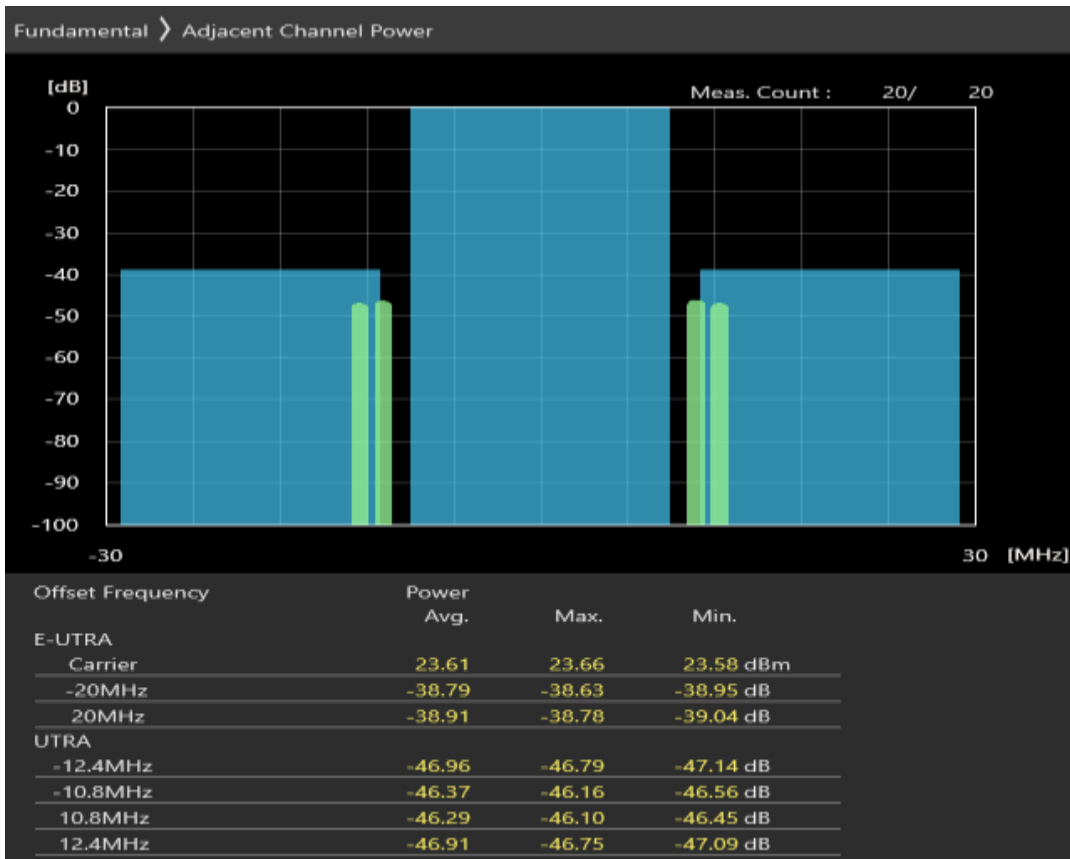 Fundamental 〉 Adjacent Channel Power
[dB]
Meas. Count : 20/ 20
0
-10
-20
-30
-40
-50
-60
-70
-80
-90
-100
-30 30 [MHz]
Offset Frequency Power
Avg. Max. Min.
E-UTRA
Carrier 23.61 23.66 23.58 dBm
-20MHz -38.79 -38.63 -38.95 dB
20MHz -38.91 -38.78 -39.04 dB
UTRA
-12.4MHz -46.96 -46.79 -47.14 dB
-10.8MHz -46.37 -46.16 -46.56 dB
10.8MHz -46.29 -46.10 -46.45 dB
12.4MHz -46.91 -46.75 -47.09 dB